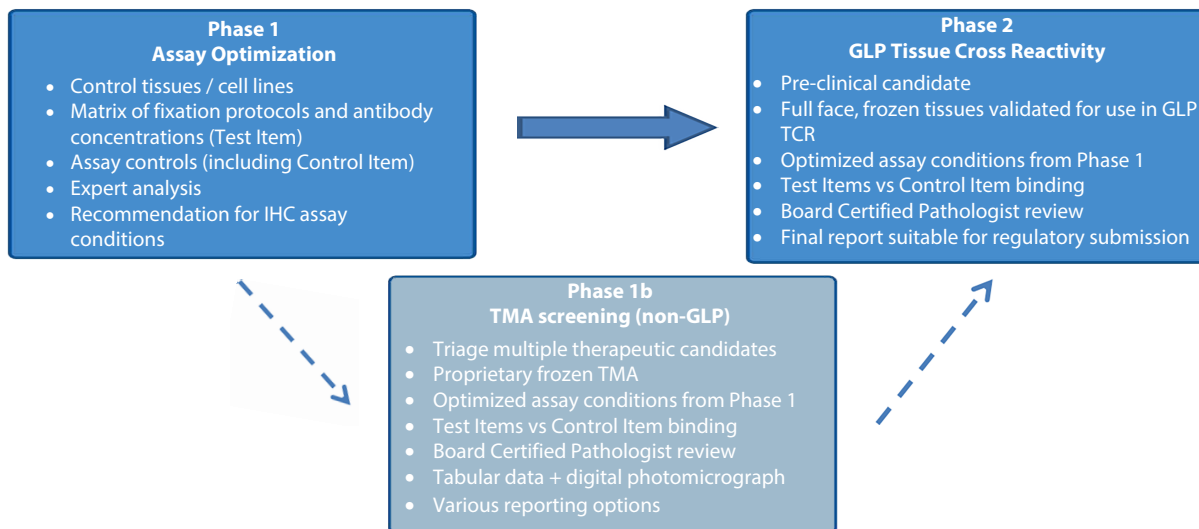 Phase 1
Assay Optimization
• Control tissues / cell lines
• Matrix of fixation protocols and antibody
concentrations (Test Item)
• Assay controls (including Control Item)
• Expert analysis
• Recommendation for IHC assay
conditions
Phase 2
GLP Tissue Cross Reactivity
• Pre-clinical candidate
• Full face, frozen tissues validated for use in GLP
TCR
• Optimized assay conditions from Phase 1
• Test Items vs Control Item binding
• Board Certified Pathologist review
• Final report suitable for regulatory submission
Phase 1b
TMA screening (non-GLP)
• Triage multiple therapeutic candidates
• Proprietary frozen TMA
• Optimized assay conditions from Phase 1
• Test Items vs Control Item binding
• Board Certified Pathologist review
• Tabular data + digital photomicrograph
• Various reporting options